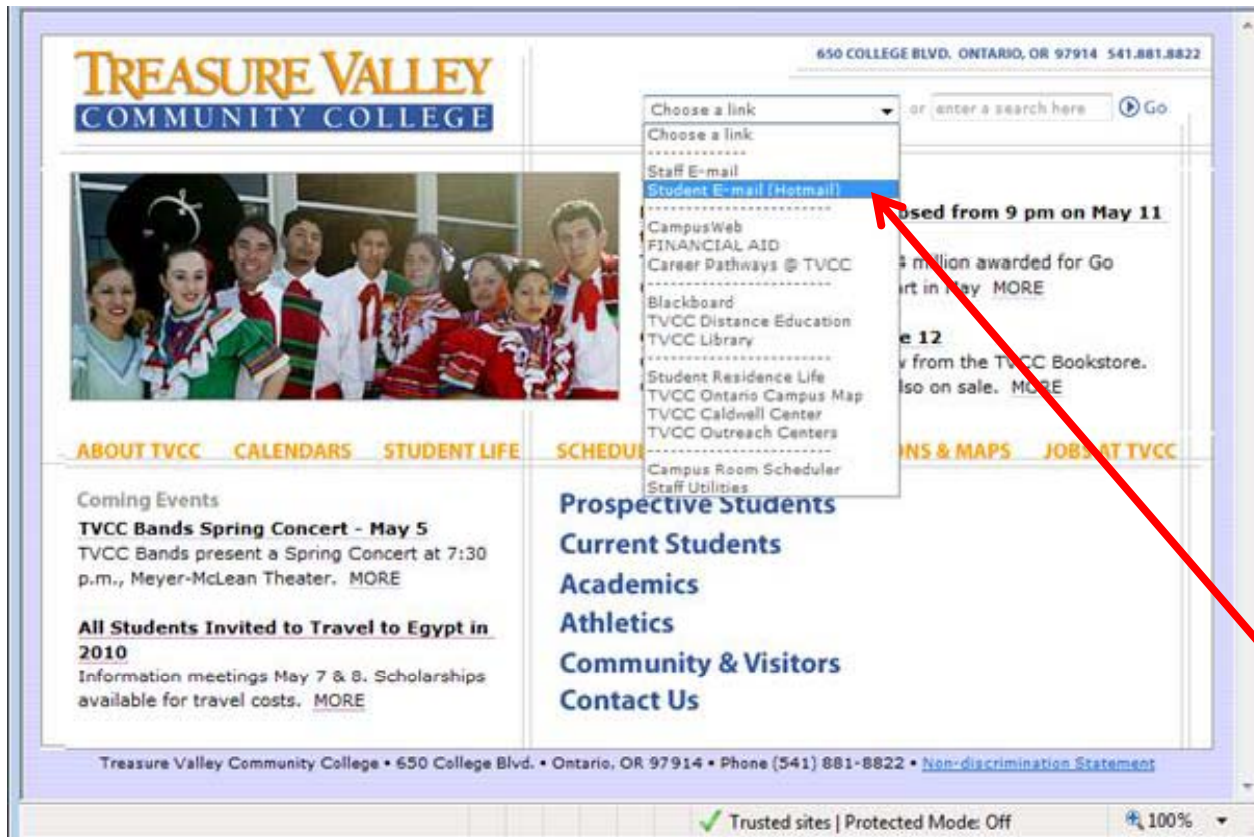 TREASURE VALLEY
COMMUNITY COLLEGE
650 COLLEGE BLVD. ONTARIO, OR 97914 541.881.8822
Choose a link
or enter a search here Go
Choose a link
-------------
Staff E-mail
Student E-mail (Hotmail)
----------------------
CampusWeb
FINANCIAL AID
Career Pathways @ TVCC
----------------------
Blackboard
TVCC Distance Education
TVCC Library
----------------------
Student Residence Life
TVCC Ontario Campus Map
TVCC Caldwell Center
TVCC Outreach Centers
----------------------
Campus Room Scheduler
Staff Utilities
from 9 pm on May 11
million awarded for Go
in May MORE
12
from the TVCC Bookstore.
on sale. MORE
ABOUT TVCC CALENDARS STUDENT LIFE & MAPS JOBS AT TVCC
Coming Events
TVCC Bands Spring Concert - May 5
TVCC Bands present a Spring Concert at 7:30
p.m., Meyer-McLean Theater. MORE
All Students Invited to Travel to Egypt in
2010
Information meetings May 7 & 8. Scholarships
available for travel costs. MORE
Prospective Students
Current Students
Academics
Athletics
Community & Visitors
Contact Us
Treasure Valley Community College • 650 College Blvd. • Ontario, OR 97914 • Phone (541) 881-8822 • Non-discrimination Statement
Trusted sites | Protected Mode: Off 100%